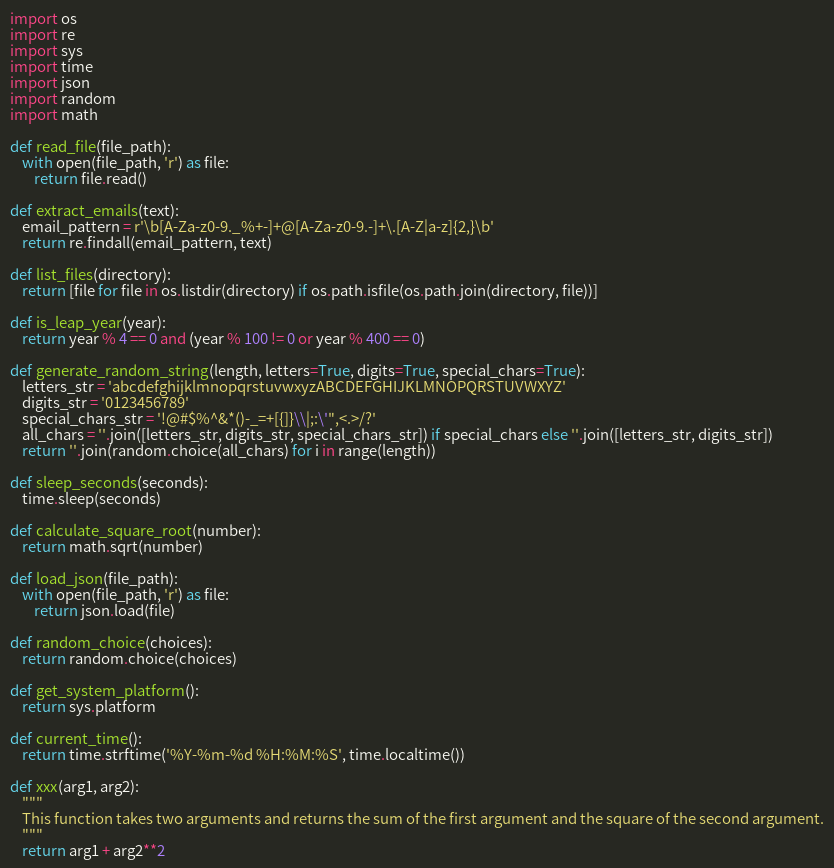 import os
import re
import sys
import time
import json
import random
import math

def read_file(file_path):
    with open(file_path, 'r') as file:
        return file.read()

def extract_emails(text):
    email_pattern = r'\b[A-Za-z0-9._%+-]+@[A-Za-z0-9.-]+\.[A-Z|a-z]{2,}\b'
    return re.findall(email_pattern, text)

def list_files(directory):
    return [file for file in os.listdir(directory) if os.path.isfile(os.path.join(directory, file))]

def is_leap_year(year):
    return year % 4 == 0 and (year % 100 != 0 or year % 400 == 0)

def generate_random_string(length, letters=True, digits=True, special_chars=True):
    letters_str = 'abcdefghijklmnopqrstuvwxyzABCDEFGHIJKLMNOPQRSTUVWXYZ'
    digits_str = '0123456789'
    special_chars_str = '!@#$%^&*()-_=+[{]}\\|;:\'",<.>/?'
    all_chars = ''.join([letters_str, digits_str, special_chars_str]) if special_chars else ''.join([letters_str, digits_str])
    return ''.join(random.choice(all_chars) for i in range(length))

def sleep_seconds(seconds):
    time.sleep(seconds)

def calculate_square_root(number):
    return math.sqrt(number)

def load_json(file_path):
    with open(file_path, 'r') as file:
        return json.load(file)

def random_choice(choices):
    return random.choice(choices)

def get_system_platform():
    return sys.platform

def current_time():
    return time.strftime('%Y-%m-%d %H:%M:%S', time.localtime())

def xxx(arg1, arg2):
    """
    This function takes two arguments and returns the sum of the first argument and the square of the second argument.
    """
    return arg1 + arg2**2